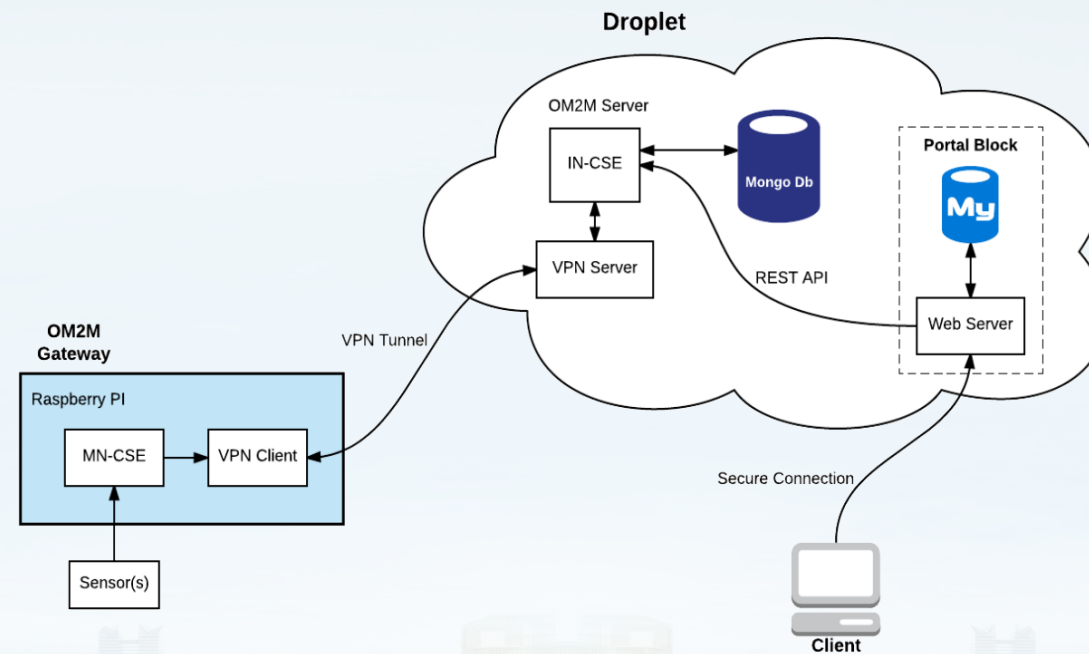 Droplet
OM2M Server
IN-CSE
Mongo Db
Portal Block
My
VPN Server
REST API
Web Server
VPN Tunnel
OM2M
Gateway
Raspberry PI
MN-CSE
VPN Client
Secure Connection
Sensor(s)
Client